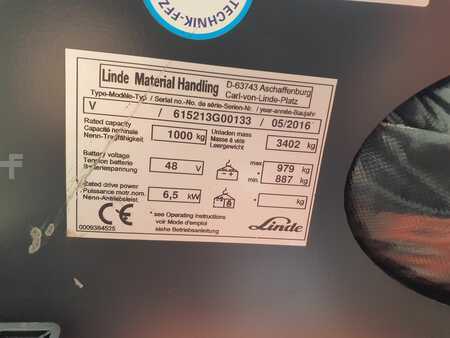 TECHNIK-FFZ
Linde Material Handling D-63743 Aschaffenburg
Carl-von-Linde-Platz
Type-Modèle-Typ / Serial no.-No. de série-Serien-Nr. / year-année-Baujahr
V / 615213G00133 / 05/2016
Rated capacity
Capacité nominale
Nenn-Tragfähigkeit 1000 kg
Unladen mass
Masse à vide
Leergewicht 3402 kg
Battery voltage
Tension batterie
Batteriespannung 48 V
max 979 kg
min 887 kg
Rated drive power
Puissance motr.nom.
Nenn-Antriebsleist. 6,5 kW
kg
CE
* see Operating Instructions
voir Mode d'emploi
siehe Betriebsanleitung
Linde
0009384525